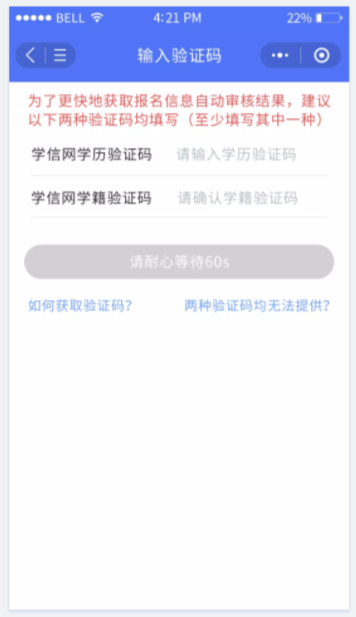 BELL 4:21 PM 22%
输入验证码
为了更快地获取报名信息自动审核结果，建议
以下两种验证码均填写（至少填写其中一种）
学信网学历验证码 请输入学历验证码
学信网学籍验证码 请确认学籍验证码
请耐心等待60s
如何获取验证码？ 两种验证码均无法提供？